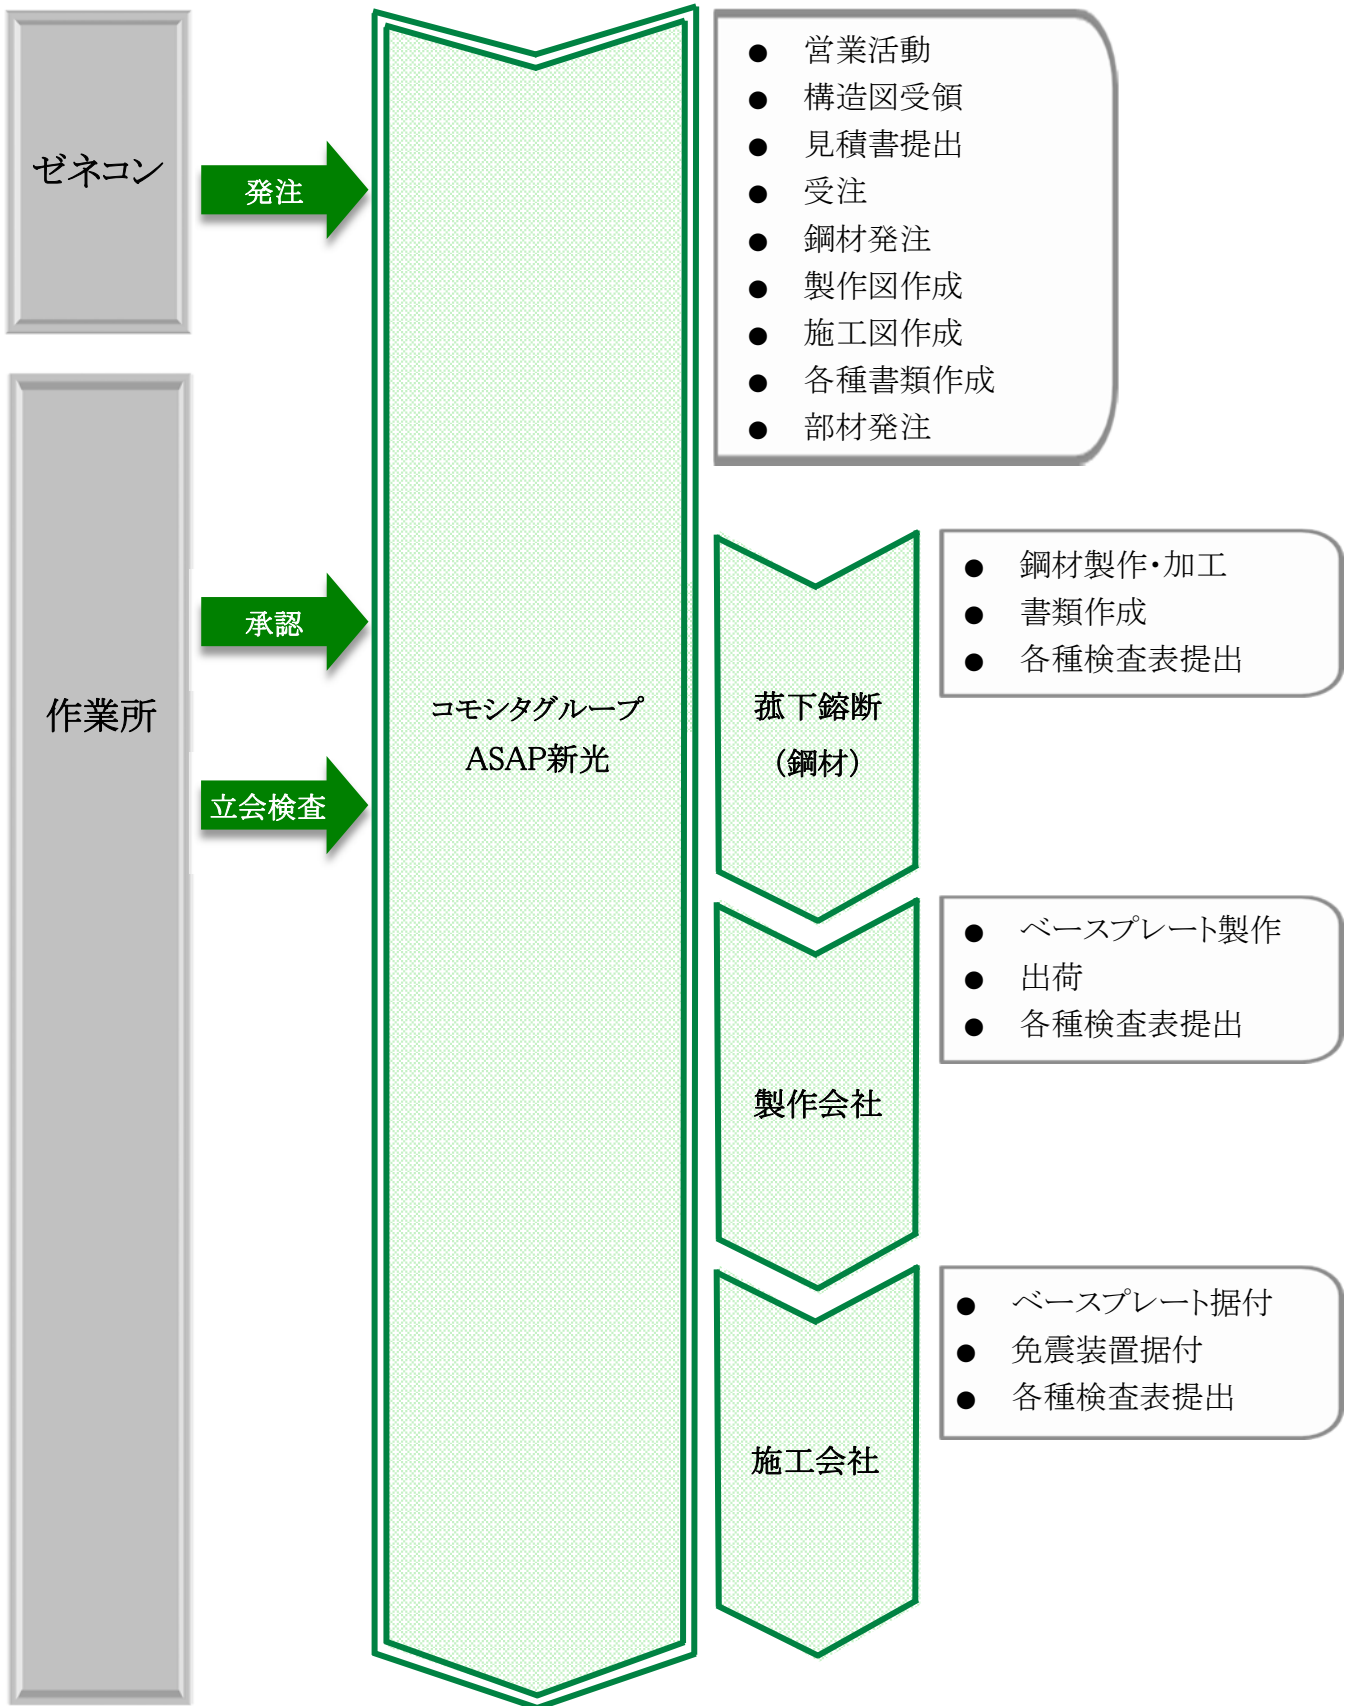 ゼネコン
発注
● 営業活動
● 構造図受領
● 見積書提出
● 受注
● 鋼材発注
● 製作図作成
● 施工図作成
● 各種書類作成
● 部材発注
作業所
承認
立会検査
コモシタグループ
ASAP新光
菰下鎔断
（鋼材）
● 鋼材製作・加工
● 書類作成
● 各種検査表提出
製作会社
● ベースプレート製作
● 出荷
● 各種検査表提出
施工会社
● ベースプレート据付
● 免震装置据付
● 各種検査表提出